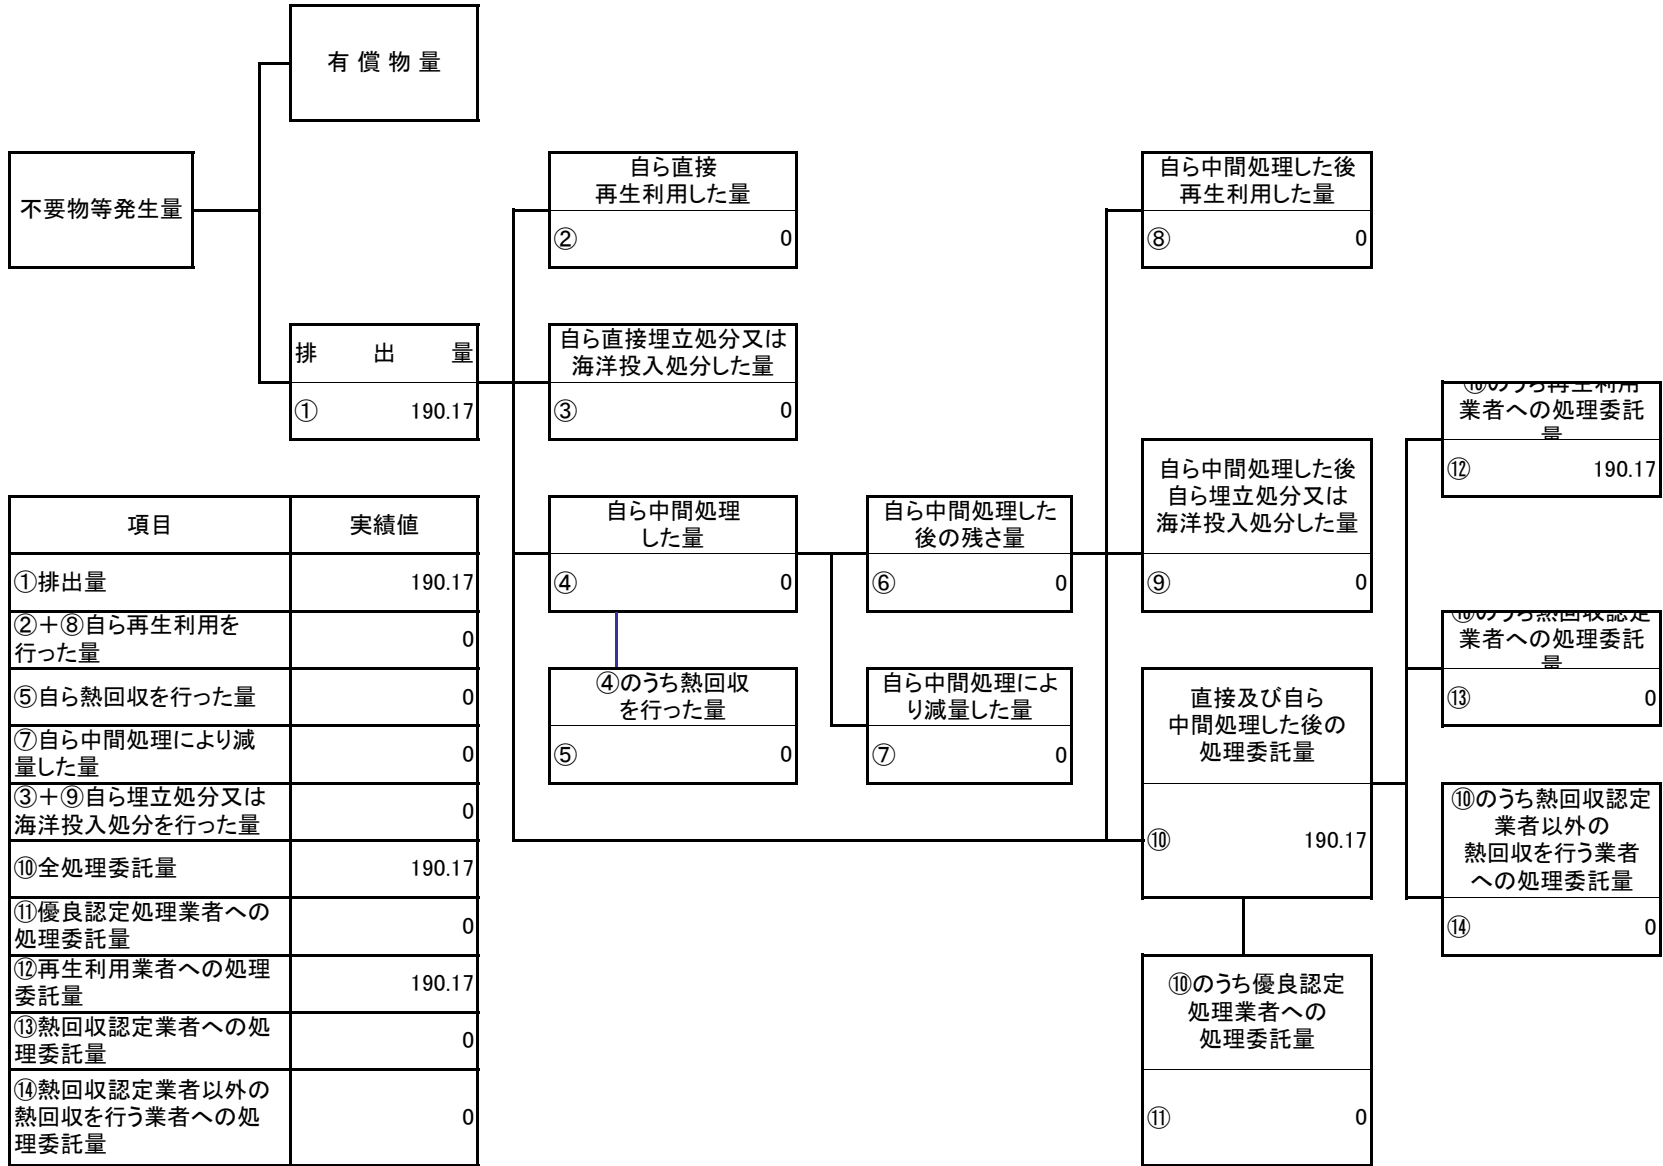 有 償 物 量
不要物等発生量
排 出 量
① 190.17
自ら直接
再生利用した量
② 0
自ら直接埋立処分又は
海洋投入処分した量
③ 0
自ら中間処理
した量
④ 0
④のうち熱回収
を行った量
⑤ 0
自ら中間処理した
後の残さ量
⑥ 0
自ら中間処理によ
り減量した量
⑦ 0
自ら中間処理した後
再生利用した量
⑧ 0
自ら中間処理した後
自ら埋立処分又は
海洋投入処分した量
⑨ 0
直接及び自ら
中間処理した後の
処理委託量
⑩ 190.17
⑩のうち優良認定
処理業者への
処理委託量
⑪ 0
⑩のうち再生利用
業者への処理委託
量
⑫ 190.17
⑩のうち熱回収認定
業者への処理委託
量
⑬ 0
⑩のうち熱回収認定
業者以外の
熱回収を行う業者
への処理委託量
⑭ 0
項目 実績値
①排出量 190.17
②＋⑧自ら再生利用を
行った量 0
⑤自ら熱回収を行った量 0
⑦自ら中間処理により減
量した量 0
③＋⑨自ら埋立処分又は
海洋投入処分を行った量 0
⑩全処理委託量 190.17
⑪優良認定処理業者への
処理委託量 0
⑫再生利用業者への処理
委託量 190.17
⑬熱回収認定業者への処
理委託量 0
⑭熱回収認定業者以外の
熱回収を行う業者への処
理委託量 0